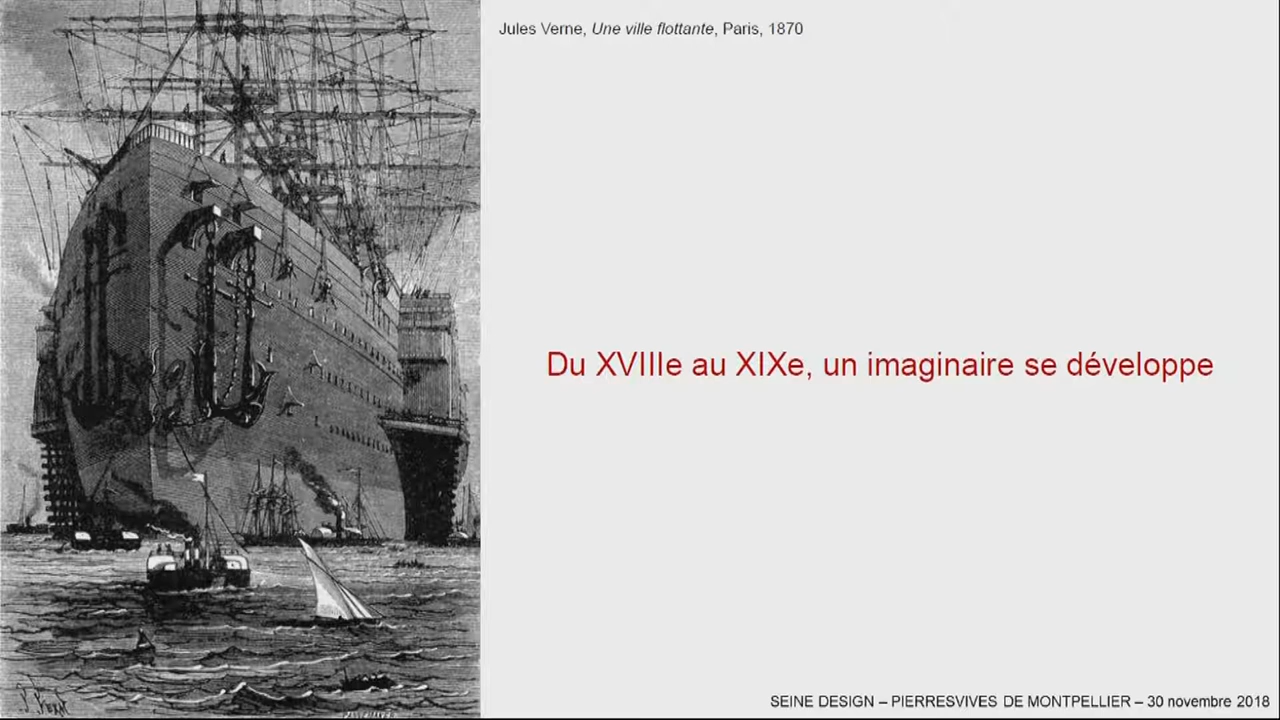 Jules Verne, Une ville flottante, Paris, 1870
Du XVIIIe au XIXe, un imaginaire se développe
SEINE DESIGN – PIERRESVIVES DE MONTPELLIER – 30 novembre 2018